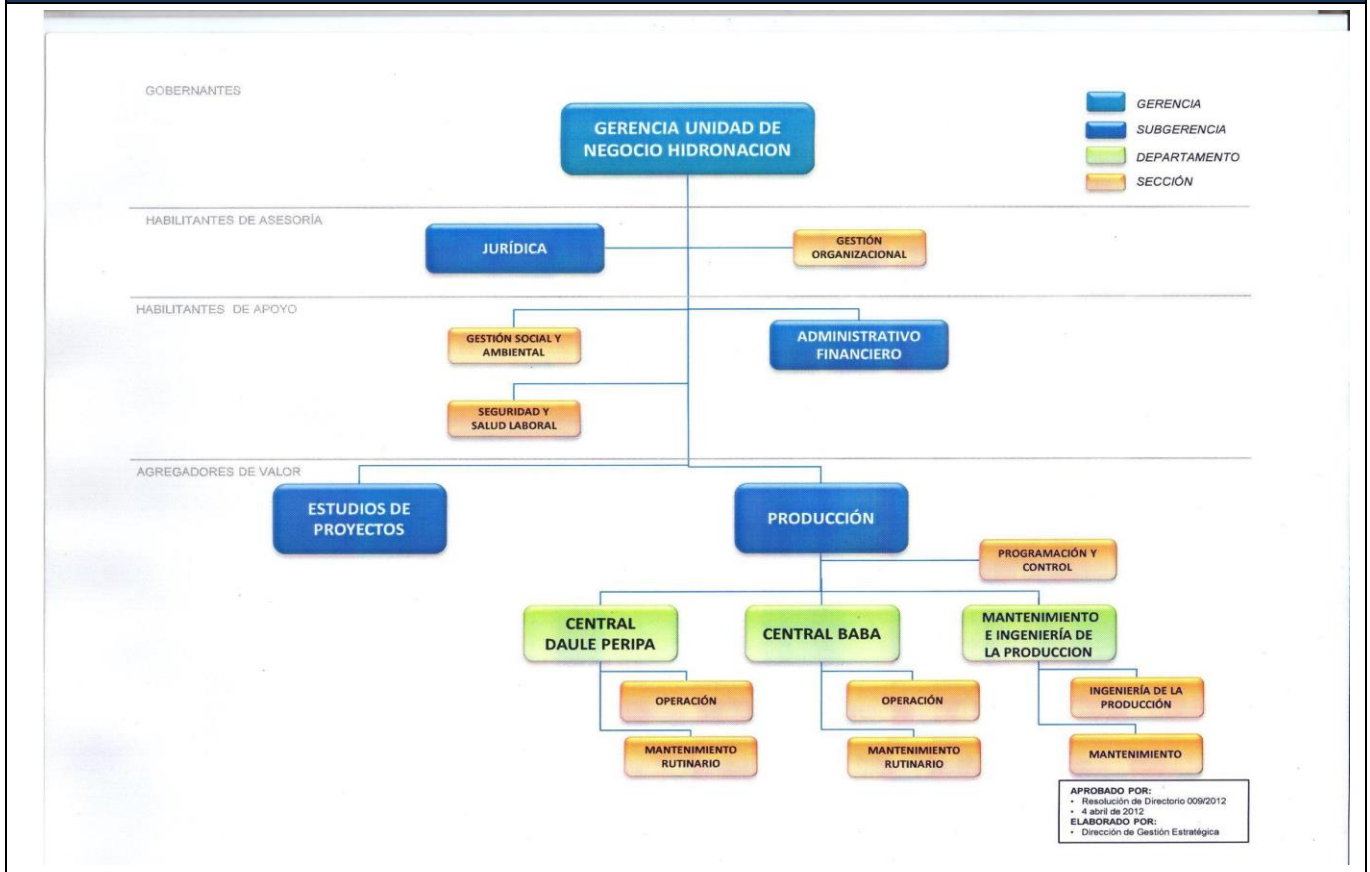 GOBERNANTES
GERENCIA UNIDAD DE
NEGOCIO HIDRONACION
GERENCIA
SUBGERENCIA
DEPARTAMENTO
SECCIÓN
HABILITANTES DE ASESORÍA
JURÍDICA
GESTIÓN
ORGANIZACIONAL
HABILITANTES DE APOYO
GESTIÓN SOCIAL Y
AMBIENTAL
ADMINISTRATIVO
FINANCIERO
SEGURIDAD Y
SALUD LABORAL
AGREGADORES DE VALOR
ESTUDIOS DE
PROYECTOS
PRODUCCIÓN
PROGRAMACIÓN Y
CONTROL
CENTRAL
DAULE PERIPA
CENTRAL BABA
MANTENIMIENTO
E INGENIERÍA DE
LA PRODUCCION
OPERACIÓN
OPERACIÓN
INGENIERÍA DE LA
PRODUCCIÓN
MANTENIMIENTO
RUTINARIO
MANTENIMIENTO
RUTINARIO
MANTENIMIENTO
APROBADO POR:
• Resolución de Directorio 009/2012
• 4 abril de 2012
ELABORADO POR:
• Dirección de Gestión Estratégica